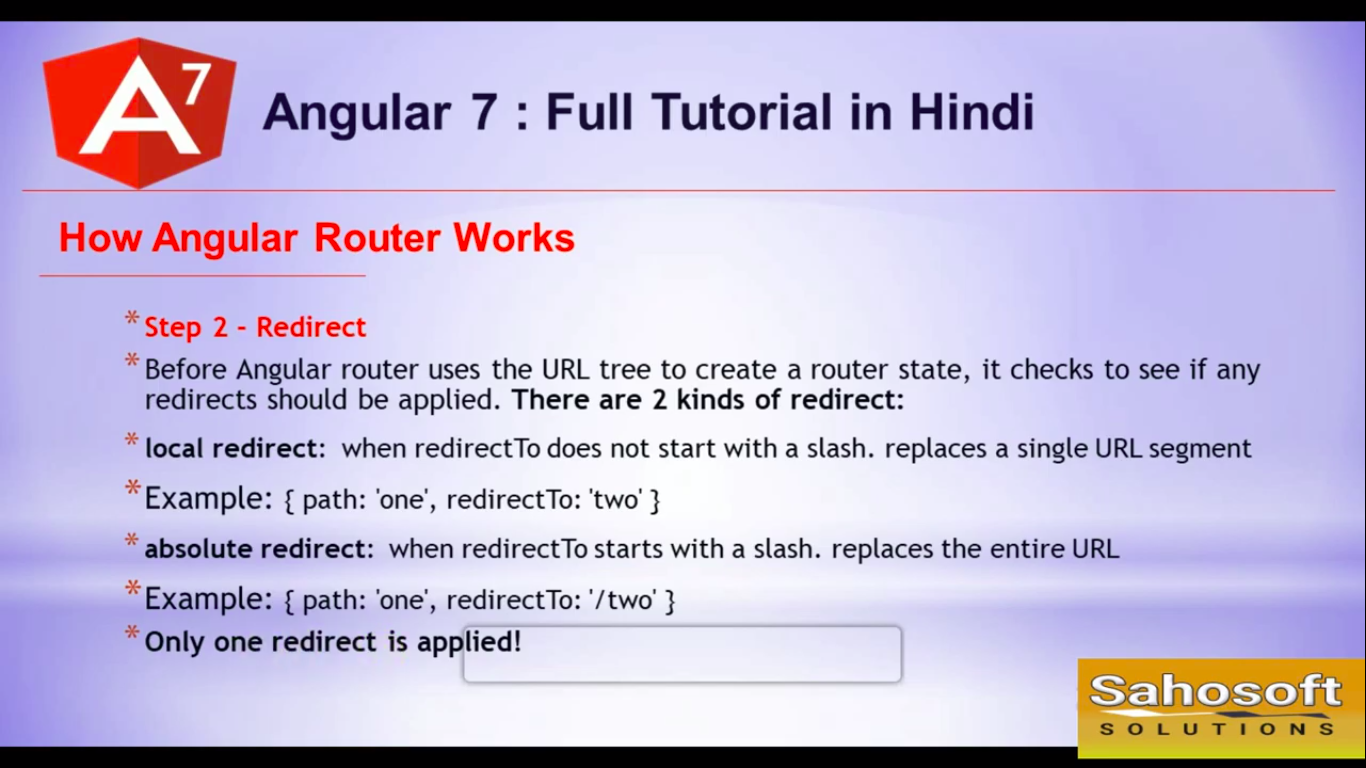 A7
Angular 7 : Full Tutorial in Hindi
How Angular Router Works
* Step 2 - Redirect
* Before Angular router uses the URL tree to create a router state, it checks to see if any
redirects should be applied. There are 2 kinds of redirect:
* local redirect: when redirectTo does not start with a slash. replaces a single URL segment
* Example: { path: 'one', redirectTo: 'two' }
* absolute redirect: when redirectTo starts with a slash. replaces the entire URL
* Example: { path: 'one', redirectTo: '/two' }
* Only one redirect is applied!
Sahosoft
SOLUTIONS